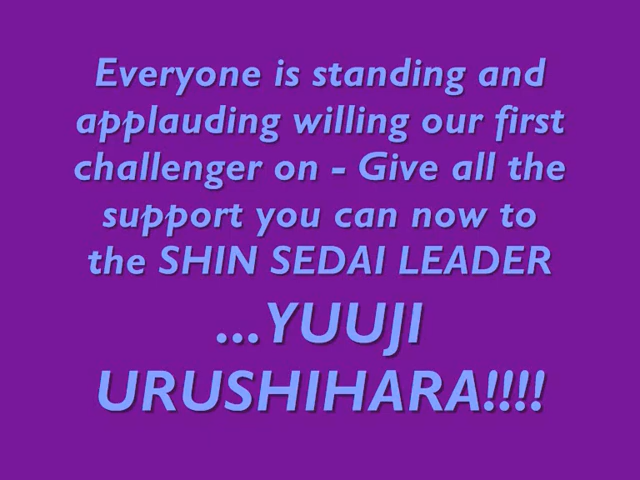 Everyone is standing and
applauding willing our first
challenger on - Give all the
support you can now to
the SHIN SEDAI LEADER
...YUUJI
URUSHIHARA!!!!